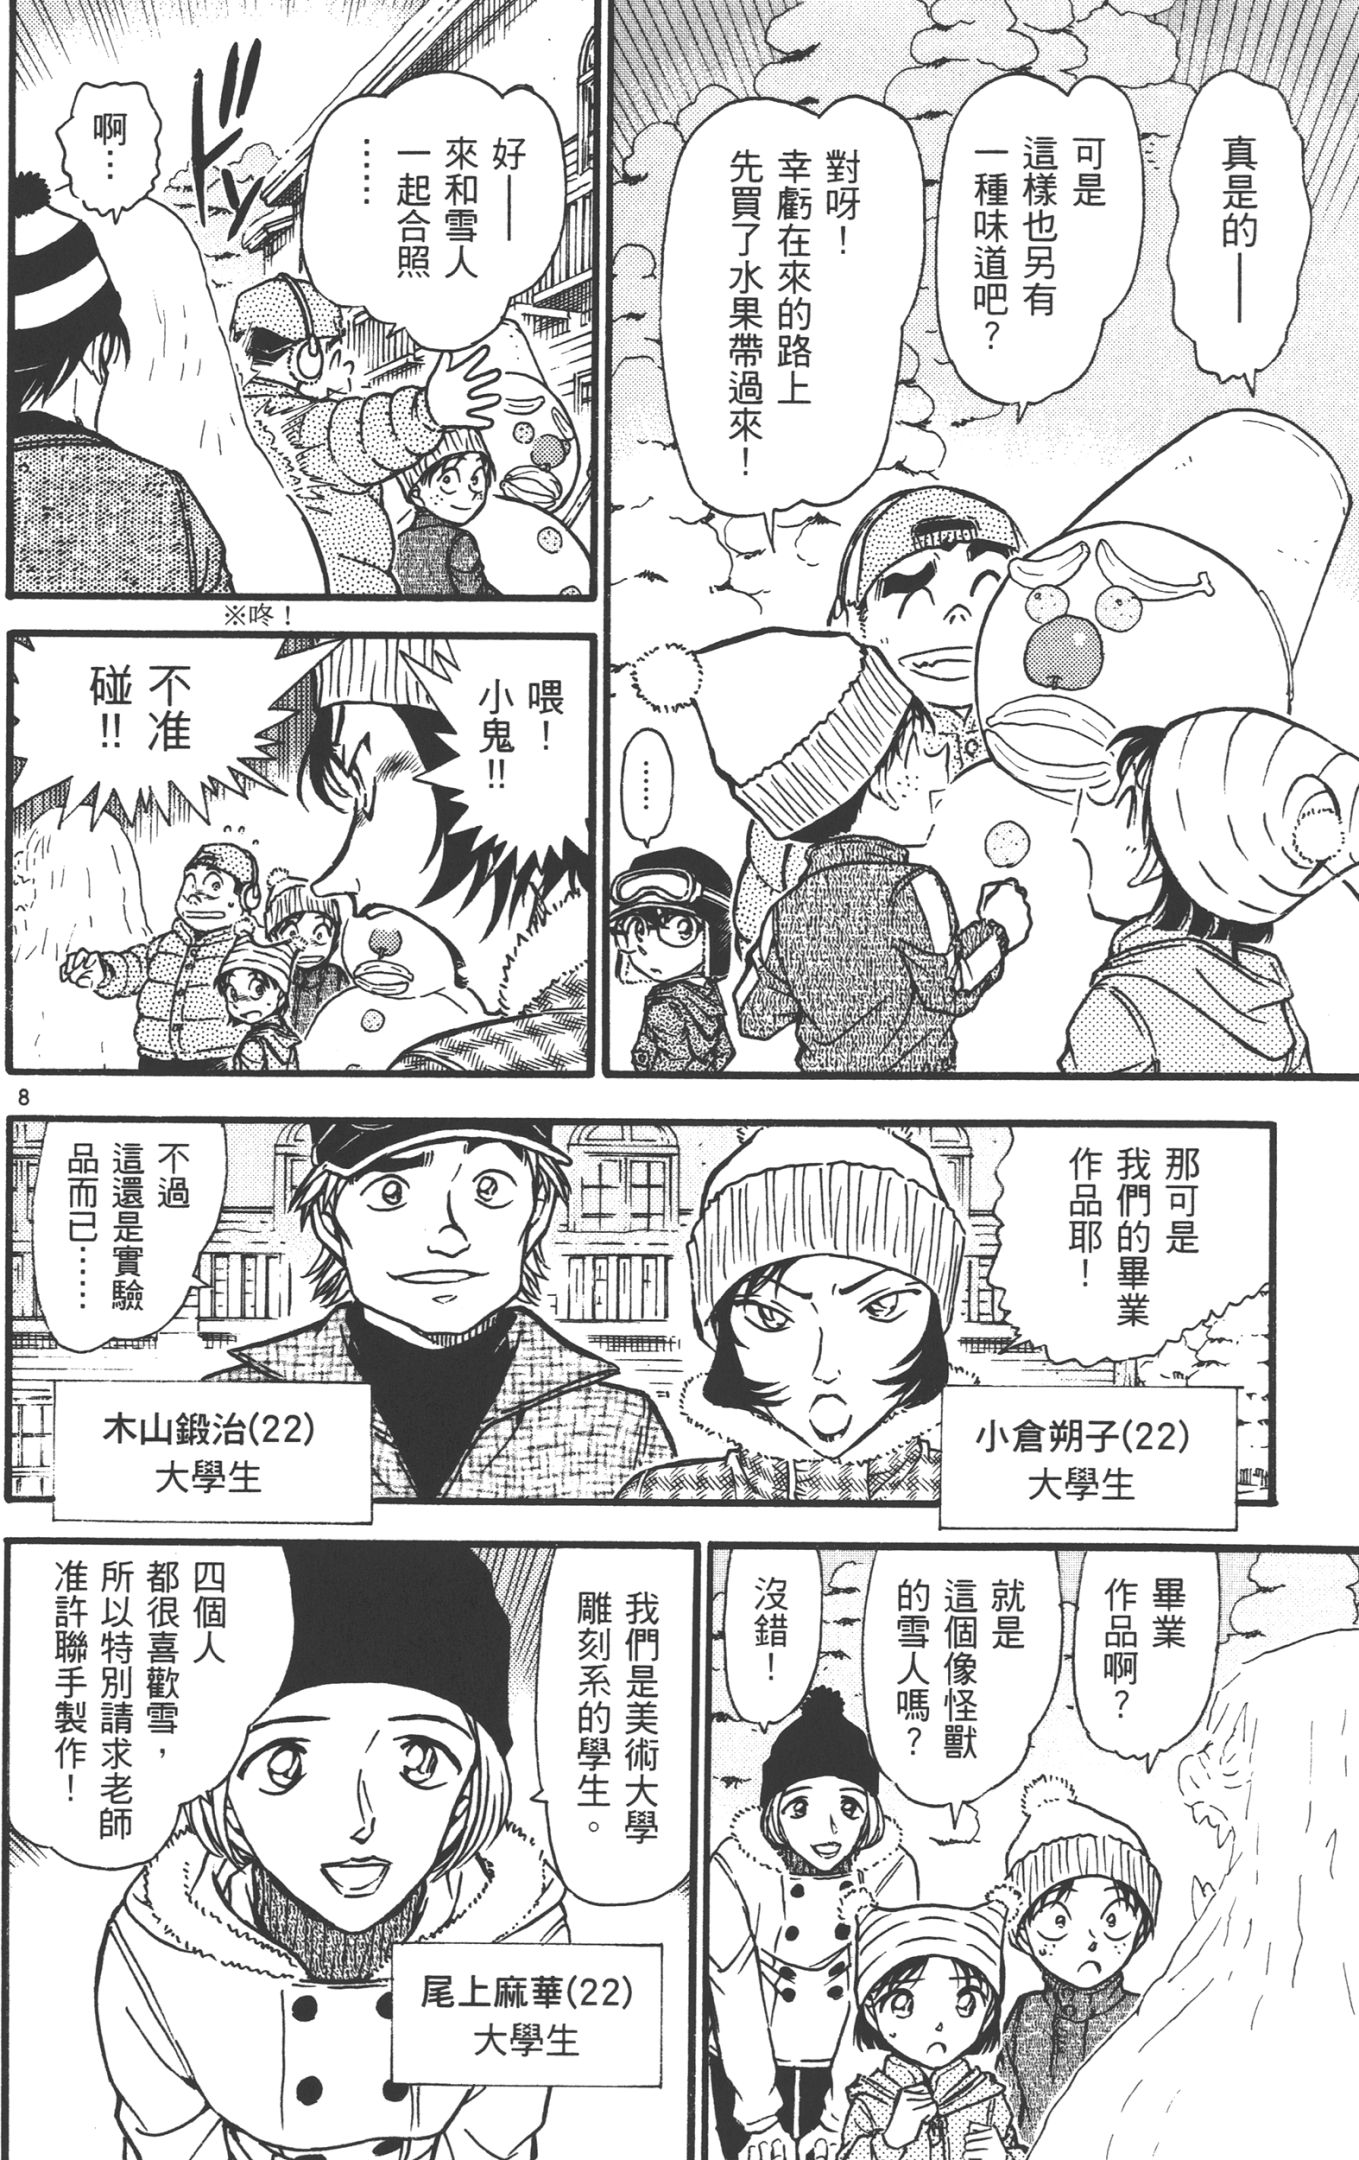 真是的——
可是
這樣也另有
一種味道吧？
對呀！
幸虧在來的路上
先買了水果帶過來！
……
好——
來和雪人
一起合照
……
啊…
ドドッ
※咚！
喂！
小鬼!!
不准
碰!!
8
那可是
我們的畢業
作品耶！
小倉朔子(22)
大學生
不過
這還是實驗
品而已……
木山鍛治(22)
大學生
畢業
作品啊？
就是
這個像怪獸
的雪人嗎？
沒錯！
我們是美術大學
雕刻系的學生。
四個人
都很喜歡雪，
所以特別請求老師
准許聯手製作！
尾上麻華(22)
大學生